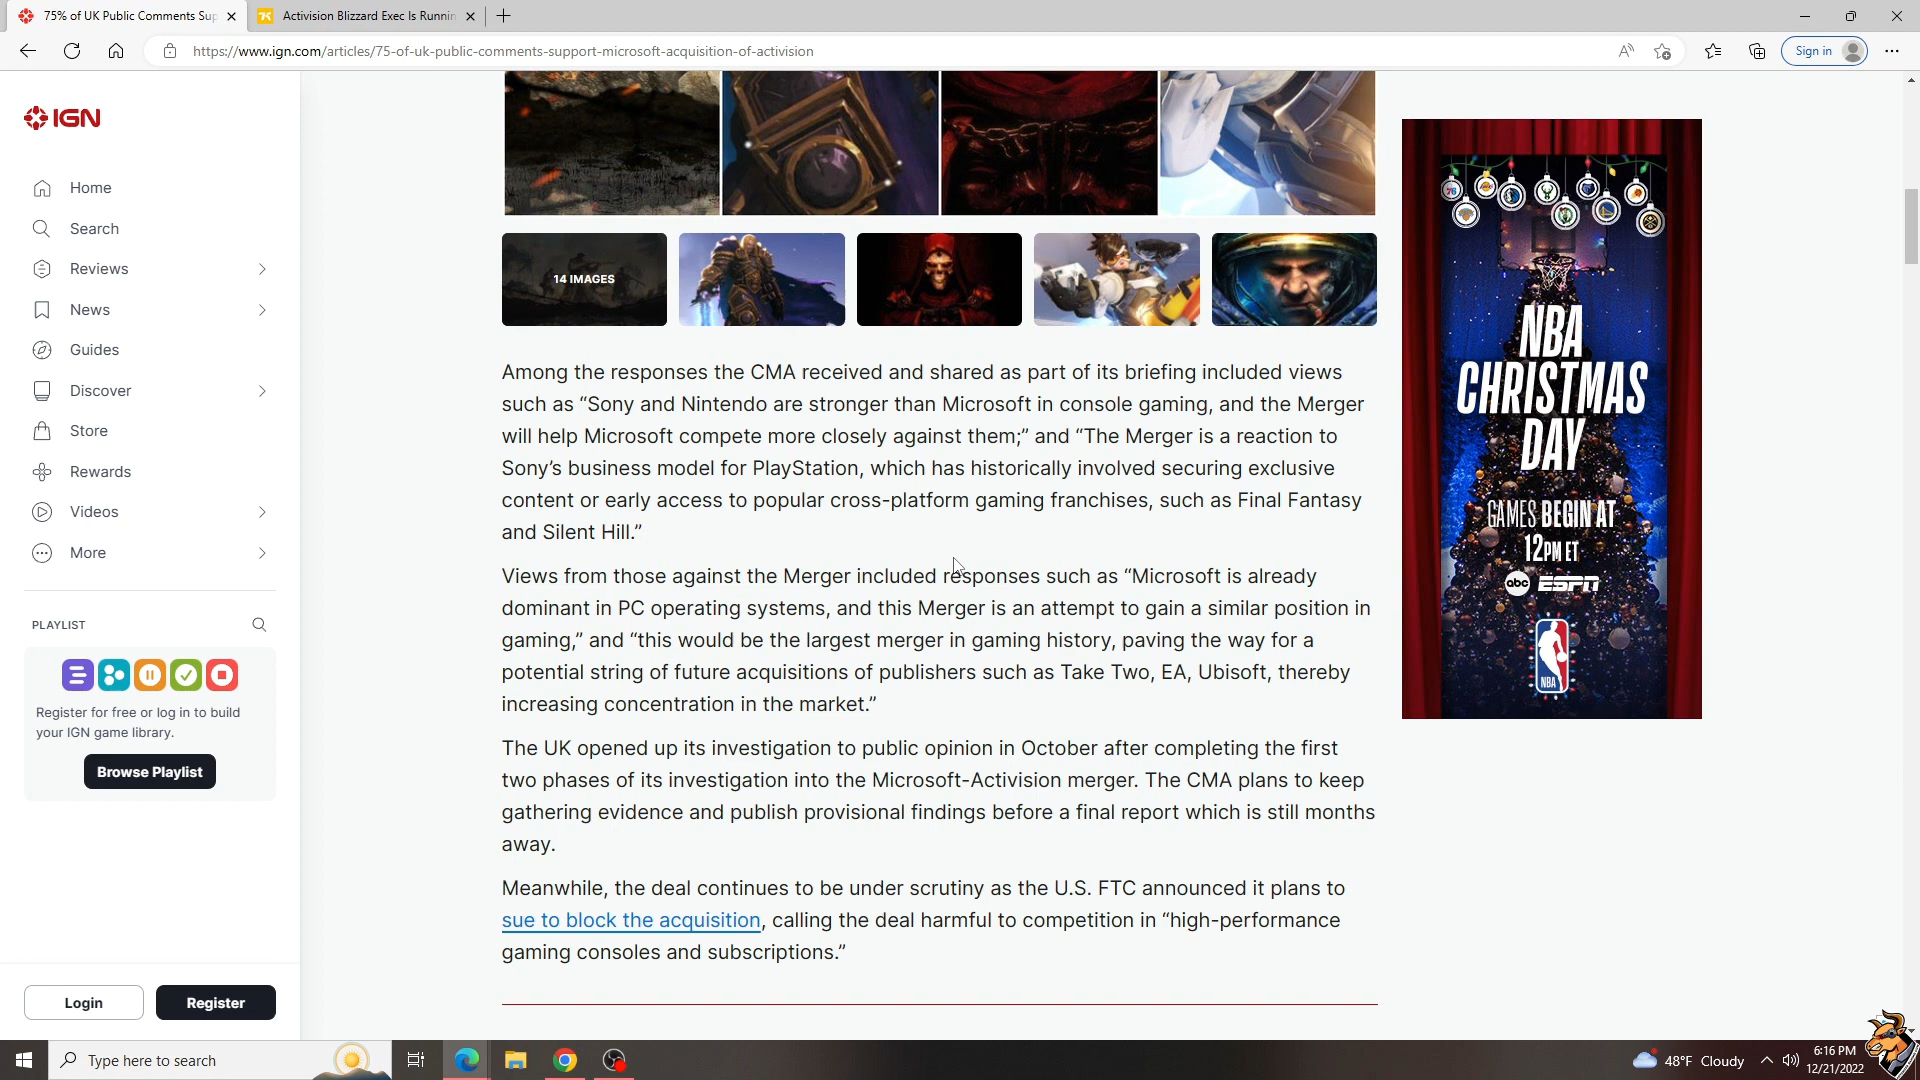 75% of UK Public Comments Sup
Activision Blizzard Exec Is Runnin
https://www.ign.com/articles/75-of-uk-public-comments-support-microsoft-acquisition-of-activision
Sign in
IGN
Home
Search
Reviews
News
Guides
Discover
Store
Rewards
Videos
More
PLAYLIST
Register for free or log in to build
your IGN game library.
Browse Playlist
Login
Register
14 IMAGES
Among the responses the CMA received and shared as part of its briefing included views
such as “Sony and Nintendo are stronger than Microsoft in console gaming, and the Merger
will help Microsoft compete more closely against them;” and “The Merger is a reaction to
Sony’s business model for PlayStation, which has historically involved securing exclusive
content or early access to popular cross-platform gaming franchises, such as Final Fantasy
and Silent Hill.”
Views from those against the Merger included responses such as “Microsoft is already
dominant in PC operating systems, and this Merger is an attempt to gain a similar position in
gaming,” and “this would be the largest merger in gaming history, paving the way for a
potential string of future acquisitions of publishers such as Take Two, EA, Ubisoft, thereby
increasing concentration in the market.”
The UK opened up its investigation to public opinion in October after completing the first
two phases of its investigation into the Microsoft-Activision merger. The CMA plans to keep
gathering evidence and publish provisional findings before a final report which is still months
away.
Meanwhile, the deal continues to be under scrutiny as the U.S. FTC announced it plans to
sue to block the acquisition, calling the deal harmful to competition in “high-performance
gaming consoles and subscriptions.”
NBA
CHRISTMAS
DAY
GAMES BEGIN AT
12PM ET
abc ESPN
NBA
Type here to search
48°F Cloudy
6:16 PM
12/21/2022